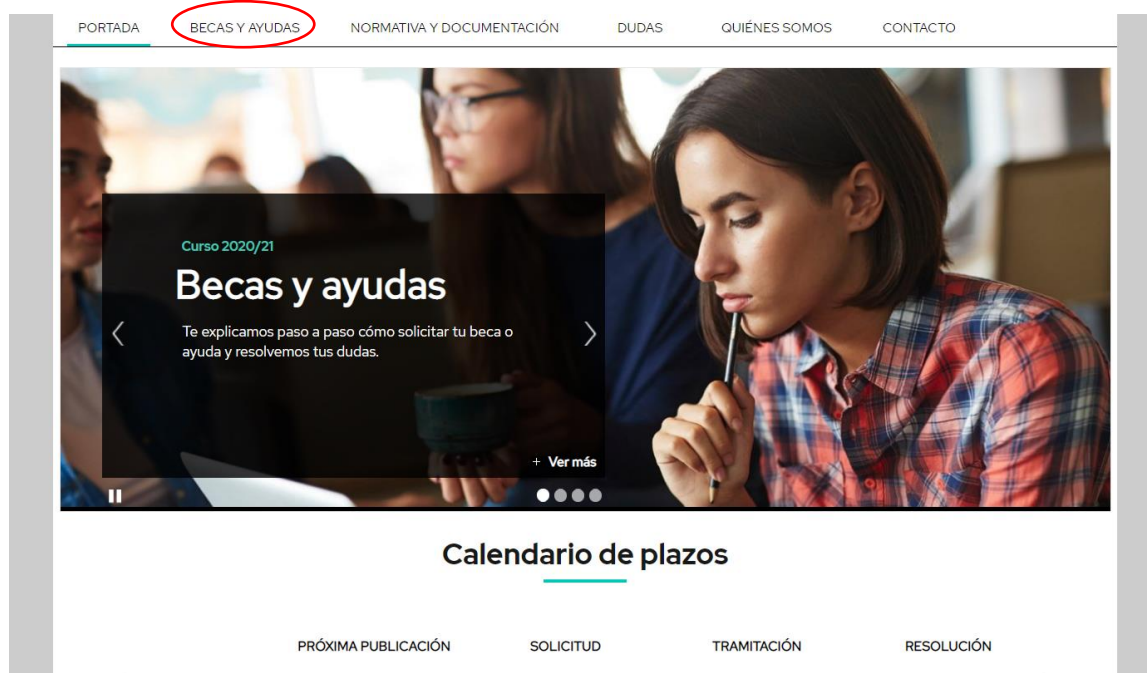 PORTADA BECAS Y AYUDAS NORMATIVA Y DOCUMENTACIÓN DUDAS QUIÉNES SOMOS CONTACTO
Curso 2020/21
Becas y ayudas
Te explicamos paso a paso cómo solicitar tu beca o
ayuda y resolvemos tus dudas.
+ Ver más
Calendario de plazos
PRÓXIMA PUBLICACIÓN SOLICITUD TRAMITACIÓN RESOLUCIÓN